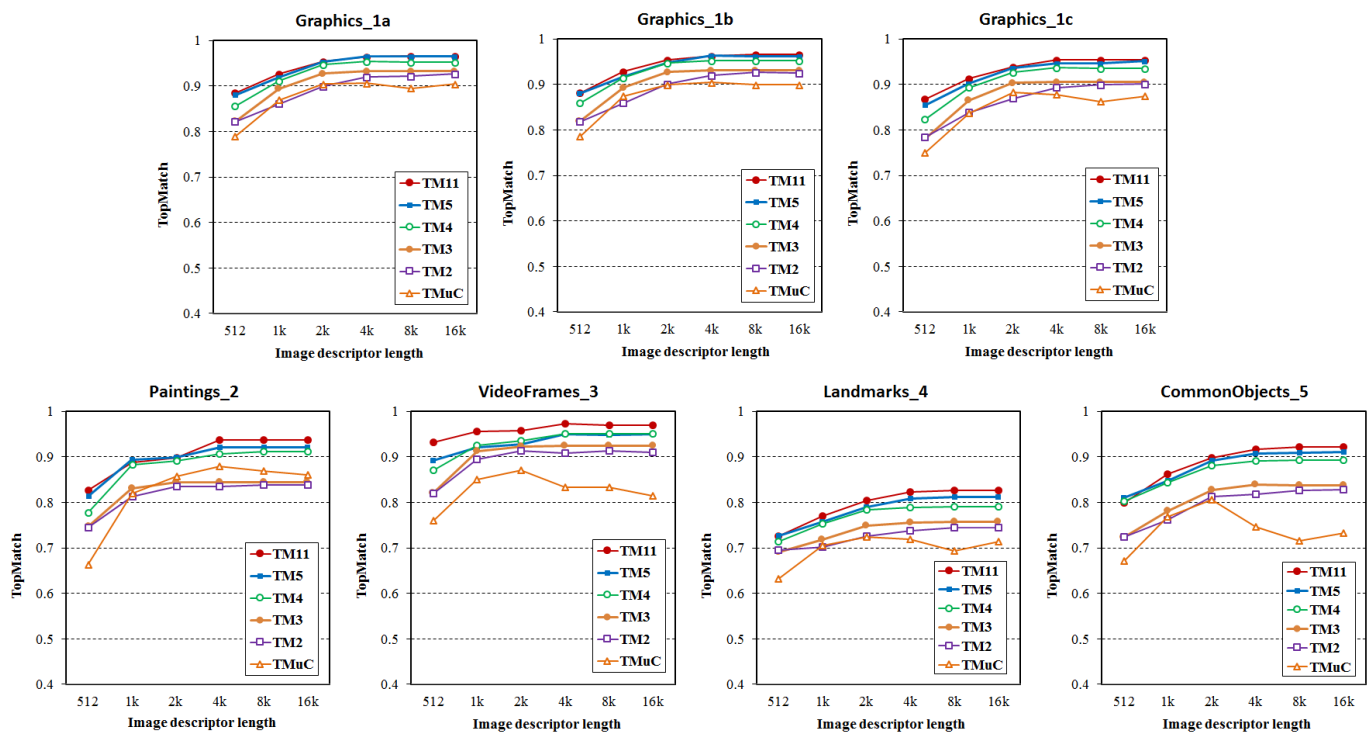 Graphics_1a
1
0.9
0.8
0.7
0.6
0.5
0.4
TopMatch
TM11
TM5
TM4
TM3
TM2
TMuC
512 1k 2k 4k 8k 16k
Image descriptor length
Graphics_1b
1
0.9
0.8
0.7
0.6
0.5
0.4
TopMatch
TM11
TM5
TM4
TM3
TM2
TMuC
512 1k 2k 4k 8k 16k
Image descriptor length
Graphics_1c
1
0.9
0.8
0.7
0.6
0.5
0.4
TopMatch
TM11
TM5
TM4
TM3
TM2
TMuC
512 1k 2k 4k 8k 16k
Image descriptor length
Paintings_2
1
0.9
0.8
0.7
0.6
0.5
0.4
TopMatch
TM11
TM5
TM4
TM3
TM2
TMuC
512 1k 2k 4k 8k 16k
Image descriptor length
VideoFrames_3
1
0.9
0.8
0.7
0.6
0.5
0.4
TopMatch
TM11
TM5
TM4
TM3
TM2
TMuC
512 1k 2k 4k 8k 16k
Image descriptor length
Landmarks_4
1
0.9
0.8
0.7
0.6
0.5
0.4
TopMatch
TM11
TM5
TM4
TM3
TM2
TMuC
512 1k 2k 4k 8k 16k
Image descriptor length
CommonObjects_5
1
0.9
0.8
0.7
0.6
0.5
0.4
TopMatch
TM11
TM5
TM4
TM3
TM2
TMuC
512 1k 2k 4k 8k 16k
Image descriptor length